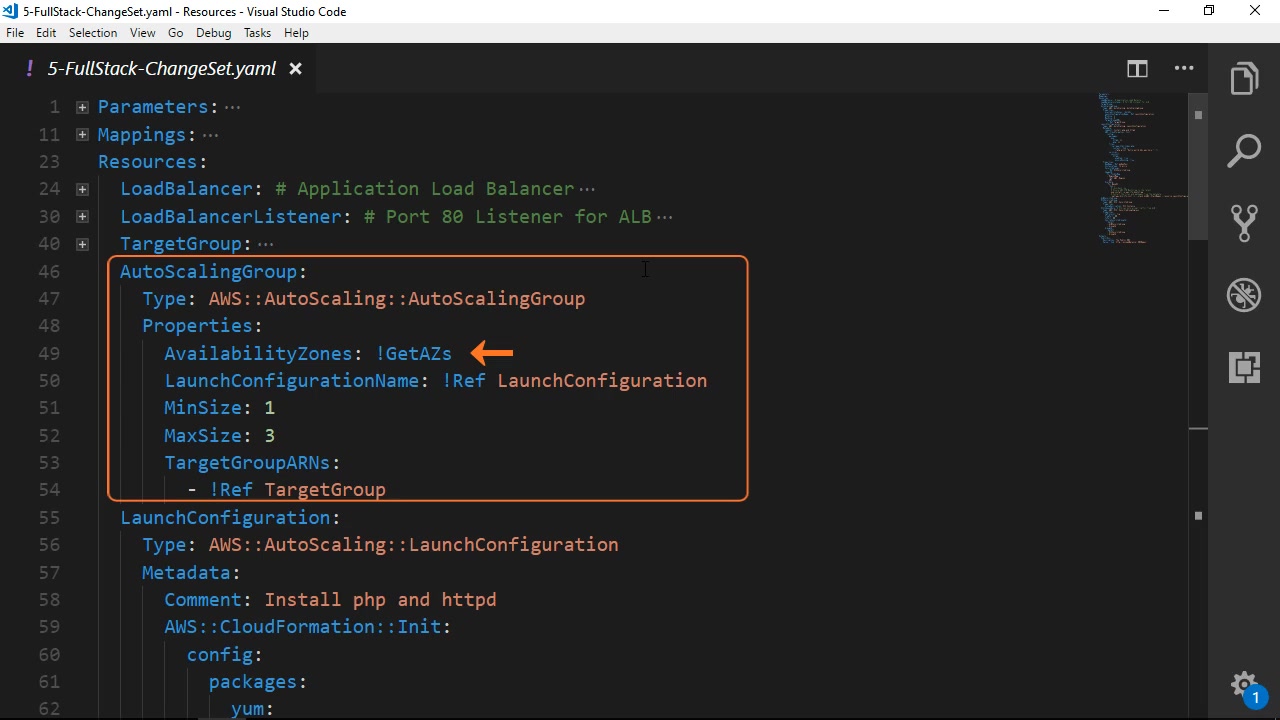 5-FullStack-ChangeSet.yaml - Resources - Visual Studio Code
File Edit Selection View Go Debug Tasks Help
! 5-FullStack-ChangeSet.yaml ×
1 Parameters: ···
11 Mappings: ···
23 Resources:
24 LoadBalancer: # Application Load Balancer ···
30 LoadBalancerListener: # Port 80 Listener for ALB ···
40 TargetGroup: ···
46 AutoScalingGroup:
47 Type: AWS::AutoScaling::AutoScalingGroup
48 Properties:
49 AvailabilityZones: !GetAZs
50 LaunchConfigurationName: !Ref LaunchConfiguration
51 MinSize: 1
52 MaxSize: 3
53 TargetGroupARNs:
54 - !Ref TargetGroup
55 LaunchConfiguration:
56 Type: AWS::AutoScaling::LaunchConfiguration
57 Metadata:
58 Comment: Install php and httpd
59 AWS::CloudFormation::Init:
60 config:
61 packages:
62 yum:
1